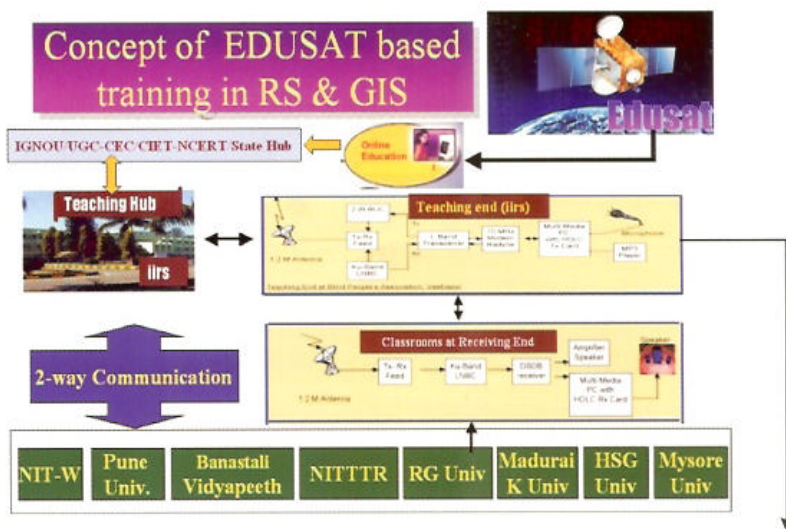 Concept of EDUSAT based
training in RS & GIS
Edusat
IGNOU/UGC-CEC/CIET-NCERT/State Hub
Online
Education
Teaching Hub
iirs
Teaching end (iirs)
Tx-Rx
Feed
Ku-Band
LNBC
Multi-Media
PC
Tx Card
Microphone
MP3
Player
1.2 M Antenna
Classrooms at Receiving End
Tx-Rx
Feed
Ku-Band
LNBC
receiver
Amplifier
Speaker
Speaker
Multi-Media
PC with
HDLC Rx Card
1.2 M Antenna
2-way Communication
NIT-W
Pune
Univ.
Banastali
Vidyapeeth
NITTTR
RG Univ
Madurai
K Univ
HSG
Univ
Mysore
Univ